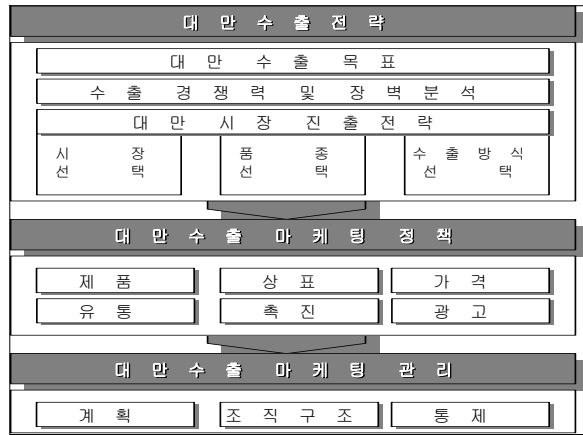 대 만 수 출 전 략
대 만 수 출 목 표
수 출 경 쟁 력 및 장 벽 분 석
대 만 시 장 진 출 전 략
시 장 품 종 수 출 방 식
선 택 선 택 선 택
대 만 수 출 마 케 팅 정 책
제 품 상 표 가 격
유 통 촉 진 광 고
대 만 수 출 마 케 팅 관 리
계 획 조 직 구 조 통 제